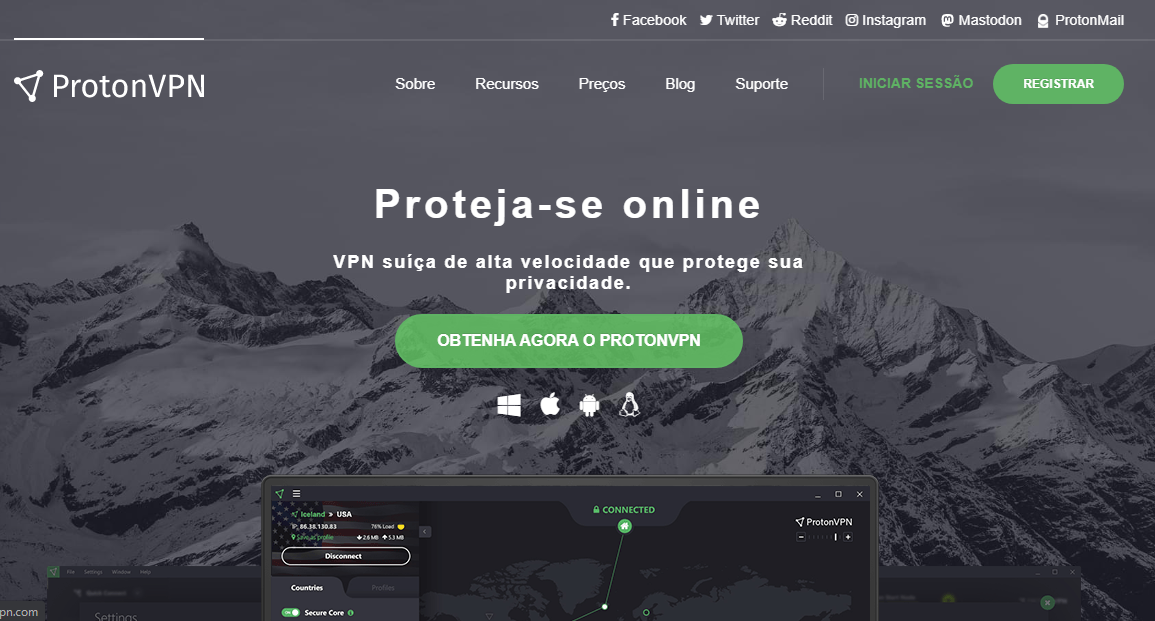 Facebook Twitter Reddit Instagram Mastodon ProtonMail
ProtonVPN Sobre Recursos Preços Blog Suporte INICIAR SESSÃO REGISTRAR
Proteja-se online
VPN suíça de alta velocidade que protege sua
privacidade.
OBTENHA AGORA O PROTONVPN
CONNECTED
Iceland » USA
IP: 86.38.130.83 76% Load
Save as profile 2.6 MB 5.3 MB
ProtonVPN
Disconnect
Countries Profiles
Secure Core
ON
File Settings Window Help
Quick Connect
Settings
pn.com